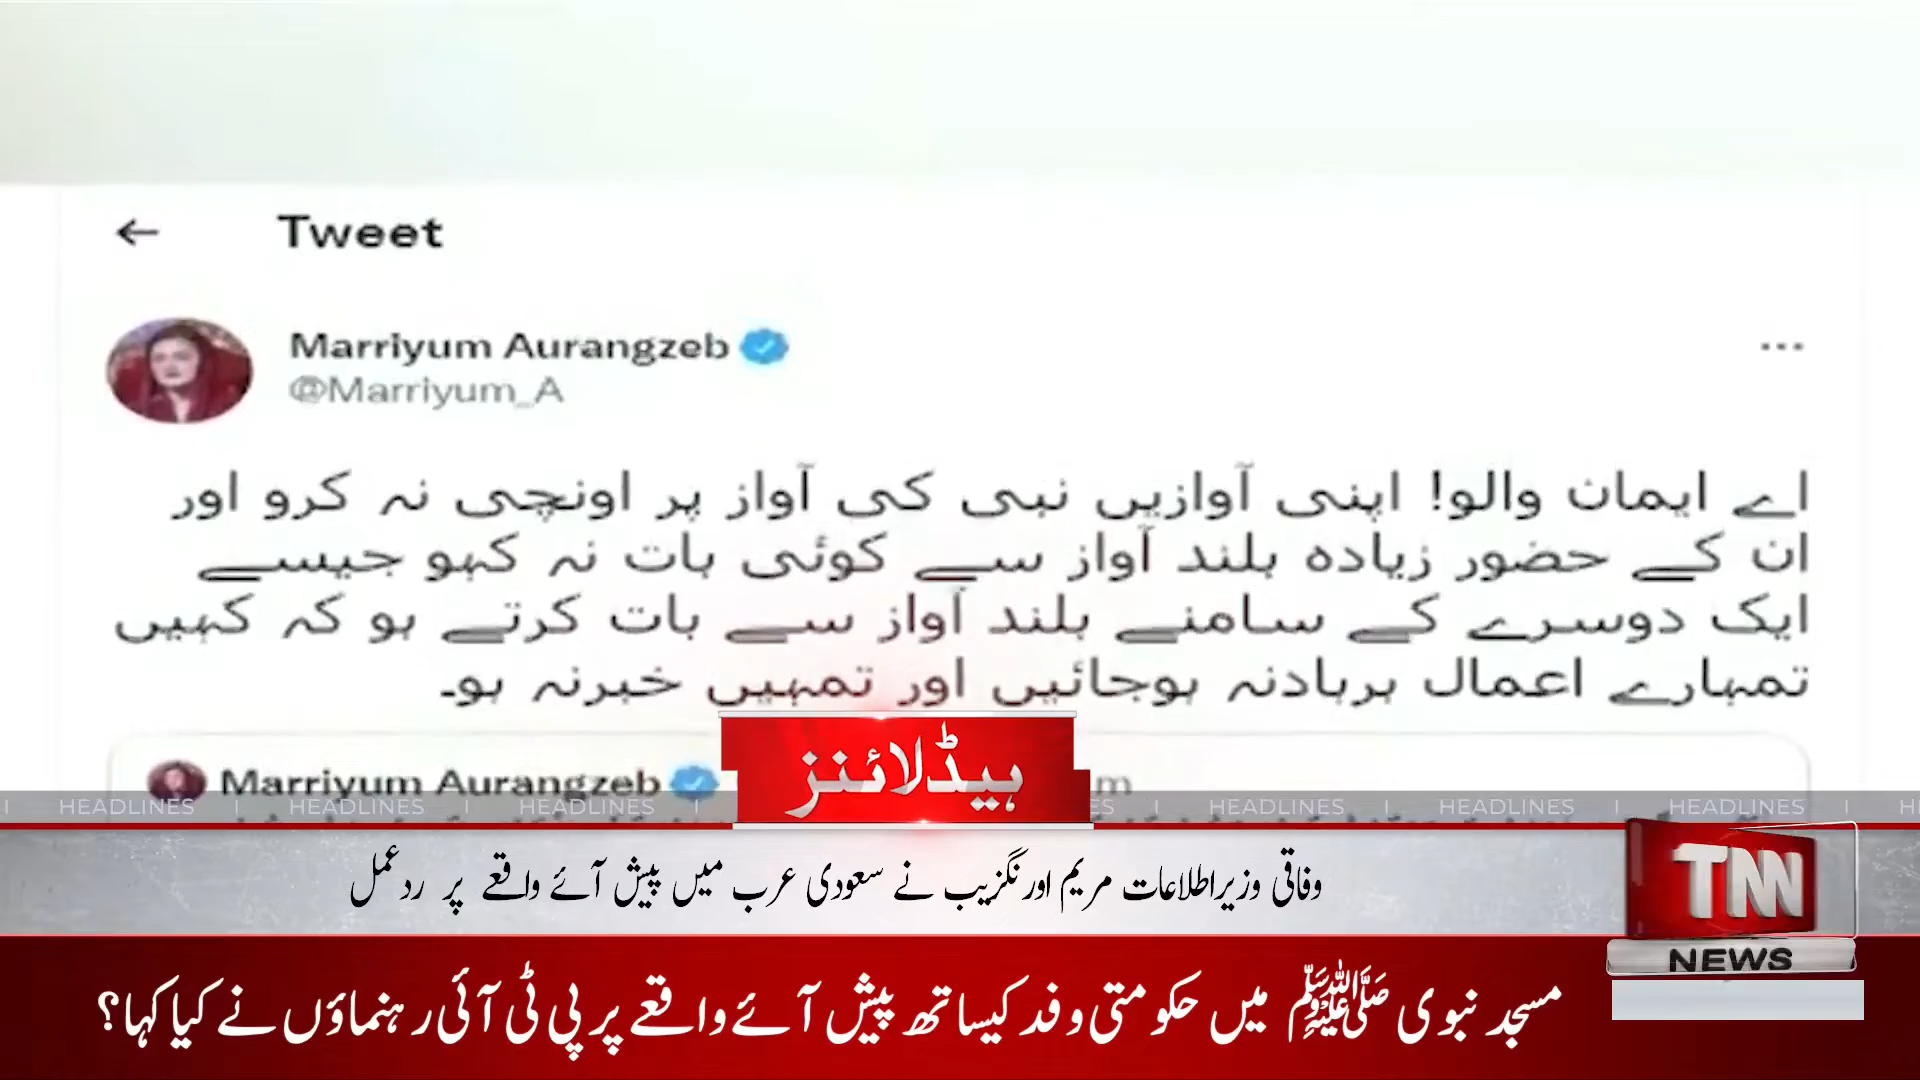 Tweet
Marriyum Aurangzeb
@Marriyum_A
اے ایمان والو! اپنی آوازیں نبی کی آواز پر اونچی نہ کرو اور
ان کے حضور زیادہ بلند آواز سے کوئی بات نہ کہو جیسے
ایک دوسرے کے سامنے بلند آواز سے بات کرتے ہو کہ کہیں
تمہارے اعمال بربادنہ ہوجائیں اور تمہیں خبرنہ ہو۔
Marriyum Aurangzeb
ہیڈلائنز
HEADLINES I HEADLINES I HEADLINES I HEADLINES I HEADLINES I HEADLINES
وفاقی وزیراطلاعات مریم اورنگزیب نے سعودی عرب میں پیش آئے واقعے پر ردعمل
TNN
NEWS
مسجد نبوی ﷺ میں حکومتی وفد کیساتھ پیش آئے واقعے پر پی ٹی آئی رہنماؤں نے کیا کہا؟